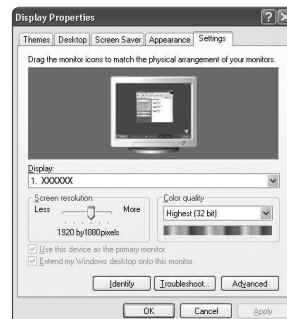 Display Properties
Themes Desktop Screen Saver Appearance Settings
Drag the monitor icons to match the physical arrangement of your monitors.
Display:
1. XXXXXX
Screen resolution
Less More
1920 by1080pixels
Color quality
Highest (32 bit)
Use this device as the primary monitor.
Extend my Windows desktop onto this monitor.
Identify Troubleshoot... Advanced
OK Cancel Apply